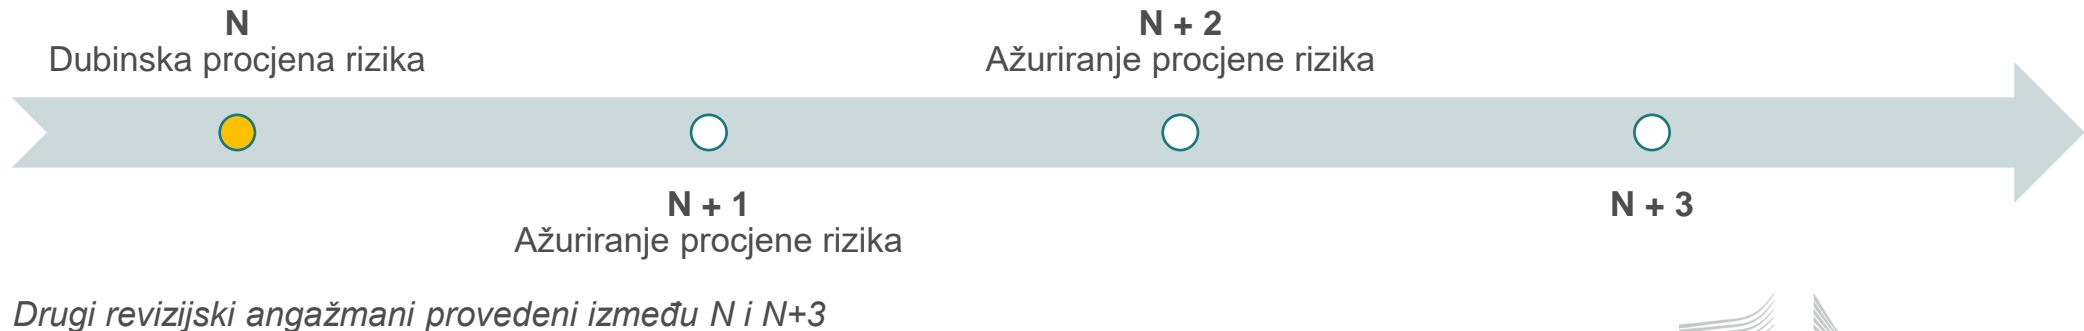 N
Dubinska procjena rizika
N + 2
Ažuriranje procjene rizika
N + 1
Ažuriranje procjene rizika
N + 3
Drugi revizijski angažmani provedeni između N i N+3